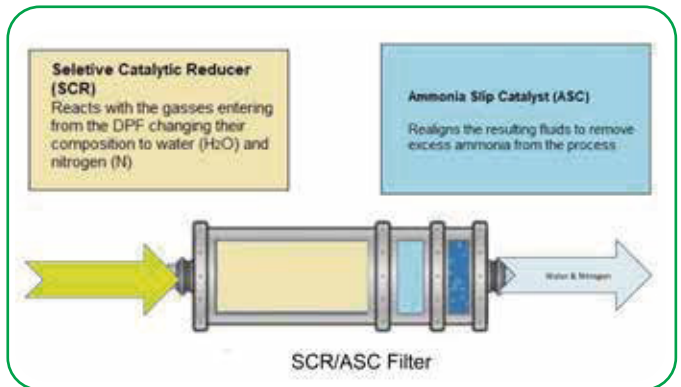 Seletive Catalytic Reducer
(SCR)
Reacts with the gasses entering
from the DPF changing their
composition to water (H2O) and
nitrogen (N)
Ammonia Slip Catalyst (ASC)
Realigns the resulting fluids to remove
excess ammonia from the process
Water & Nitrogen
SCR/ASC Filter